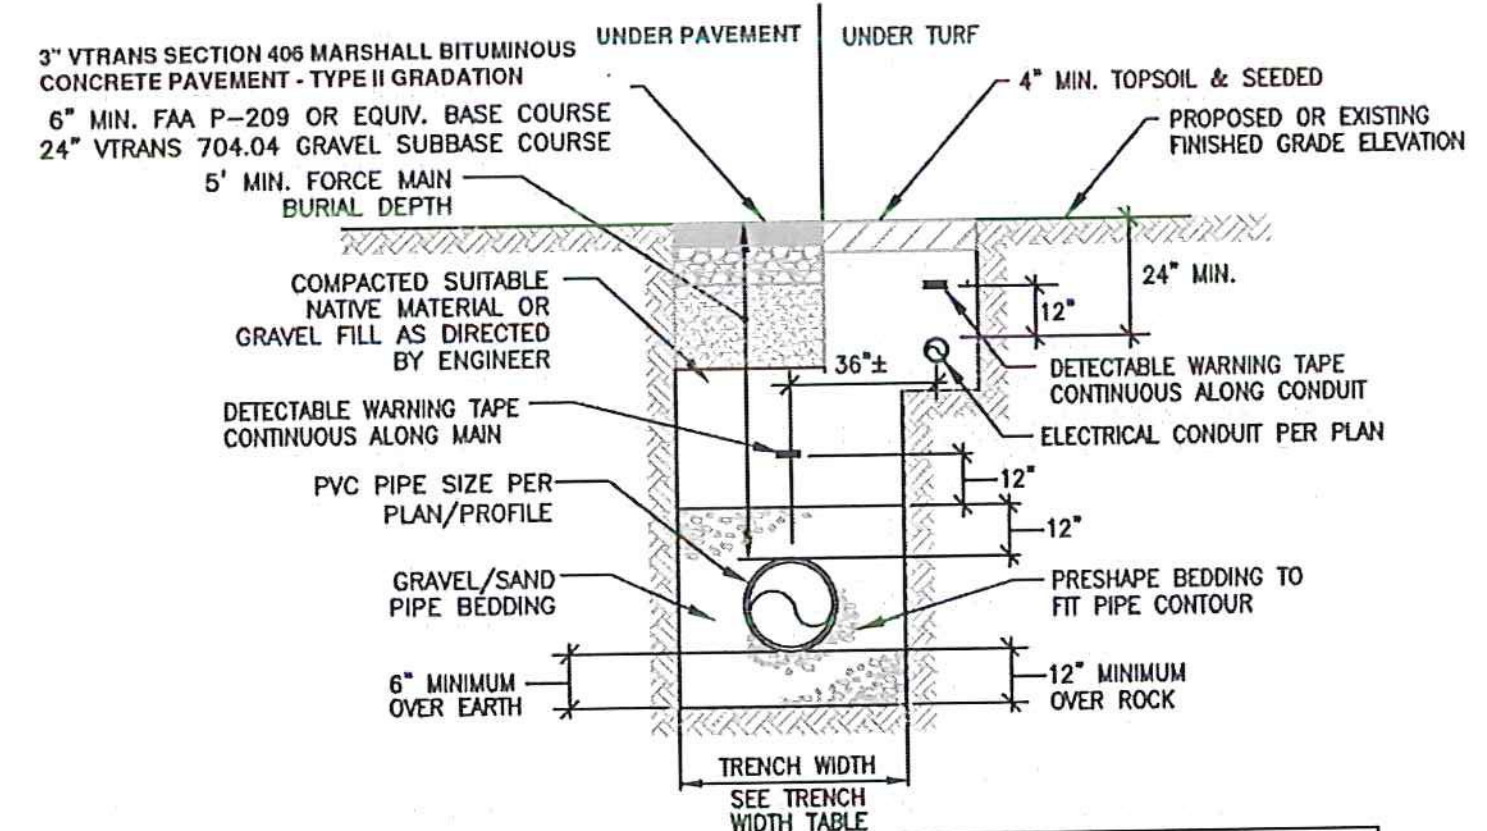 UNDER PAVEMENT
UNDER TURF
3" VTRANS SECTION 406 MARSHALL BITUMINOUS
CONCRETE PAVEMENT - TYPE II GRADATION
6" MIN. FAA P-209 OR EQUIV. BASE COURSE
24" VTRANS 704.04 GRAVEL SUBBASE COURSE
5' MIN. FORCE MAIN
BURIAL DEPTH
4" MIN. TOPSOIL & SEEDED
PROPOSED OR EXISTING
FINISHED GRADE ELEVATION
COMPACTED SUITABLE
NATIVE MATERIAL OR
GRAVEL FILL AS DIRECTED
BY ENGINEER
24" MIN.
12"
36"±
DETECTABLE WARNING TAPE
CONTINUOUS ALONG CONDUIT
DETECTABLE WARNING TAPE
CONTINUOUS ALONG MAIN
ELECTRICAL CONDUIT PER PLAN
12"
PVC PIPE SIZE PER
PLAN/PROFILE
12"
GRAVEL/SAND
PIPE BEDDING
PRESHAPE BEDDING TO
FIT PIPE CONTOUR
6" MINIMUM
OVER EARTH
12" MINIMUM
OVER ROCK
TRENCH WIDTH
SEE TRENCH
WIDTH TABLE